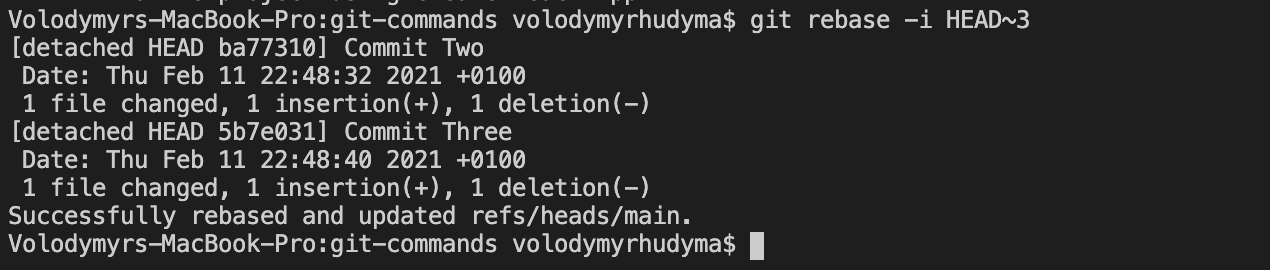 Volodymyrs-MacBook-Pro:git-commands volodymyrhudyma$ git rebase -i HEAD~3
[detached HEAD ba77310] Commit Two
 Date: Thu Feb 11 22:48:32 2021 +0100
 1 file changed, 1 insertion(+), 1 deletion(-)
[detached HEAD 5b7e031] Commit Three
 Date: Thu Feb 11 22:48:40 2021 +0100
 1 file changed, 1 insertion(+), 1 deletion(-)
Successfully rebased and updated refs/heads/main.
Volodymyrs-MacBook-Pro:git-commands volodymyrhudyma$